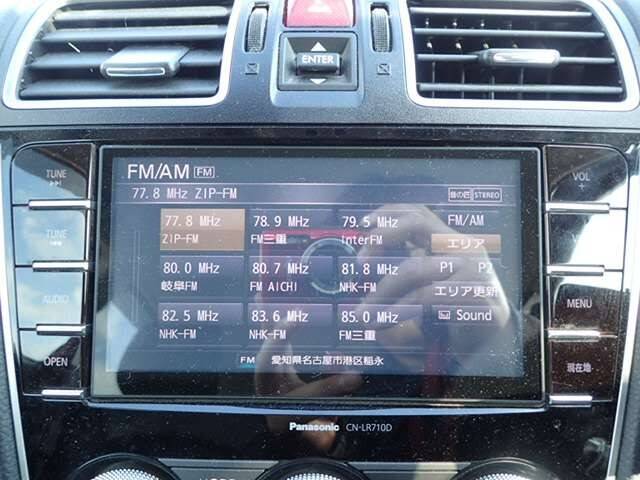 ENTER
TUNE
VOL
+
TUNE
AUDIO
OPEN
MENU
現在地
FM/AM FM
77.8 MHz ZIP-FM
音の匠 STEREO
77.8 MHz
ZIP-FM
78.9 MHz
FM三重
79.5 MHz
InterFM
FM/AM
エリア
80.0 MHz
岐阜FM
80.7 MHz
FM AICHI
81.8 MHz
NHK-FM
P1 P2
エリア更新
82.5 MHz
NHK-FM
83.6 MHz
NHK-FM
85.0 MHz
FM三重
Sound
FM 愛知県名古屋市港区稲永
Panasonic CN-LR710D